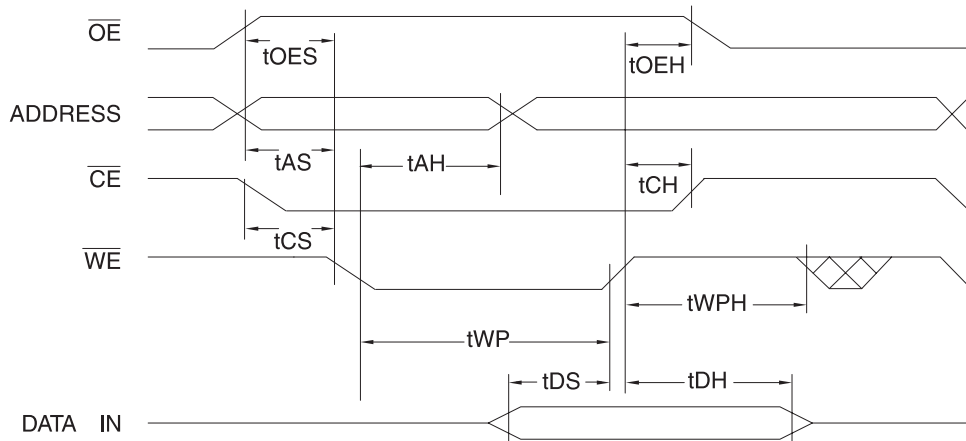 OE
tOES
tOEH
ADDRESS
tAS
tAH
tCH
CE
tCS
WE
tWPH
tWP
tDS
tDH
DATA IN